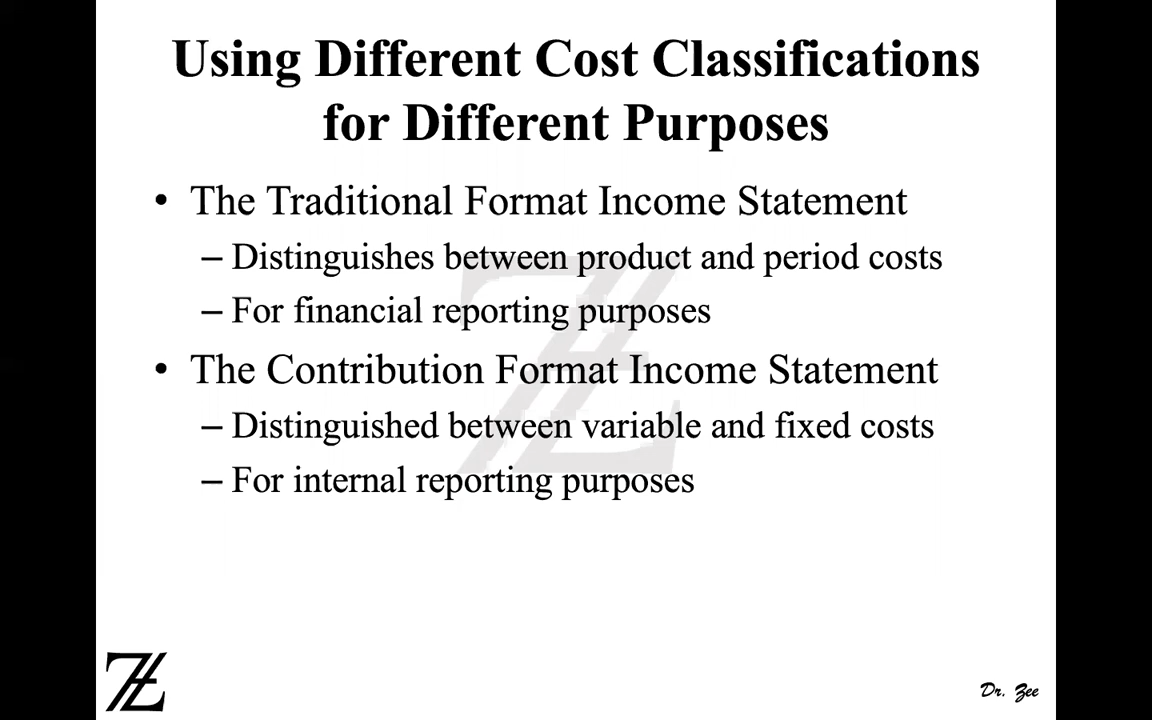 Using Different Cost Classifications
for Different Purposes
• The Traditional Format Income Statement
– Distinguishes between product and period costs
– For financial reporting purposes
• The Contribution Format Income Statement
– Distinguished between variable and fixed costs
– For internal reporting purposes
Dr. Zee